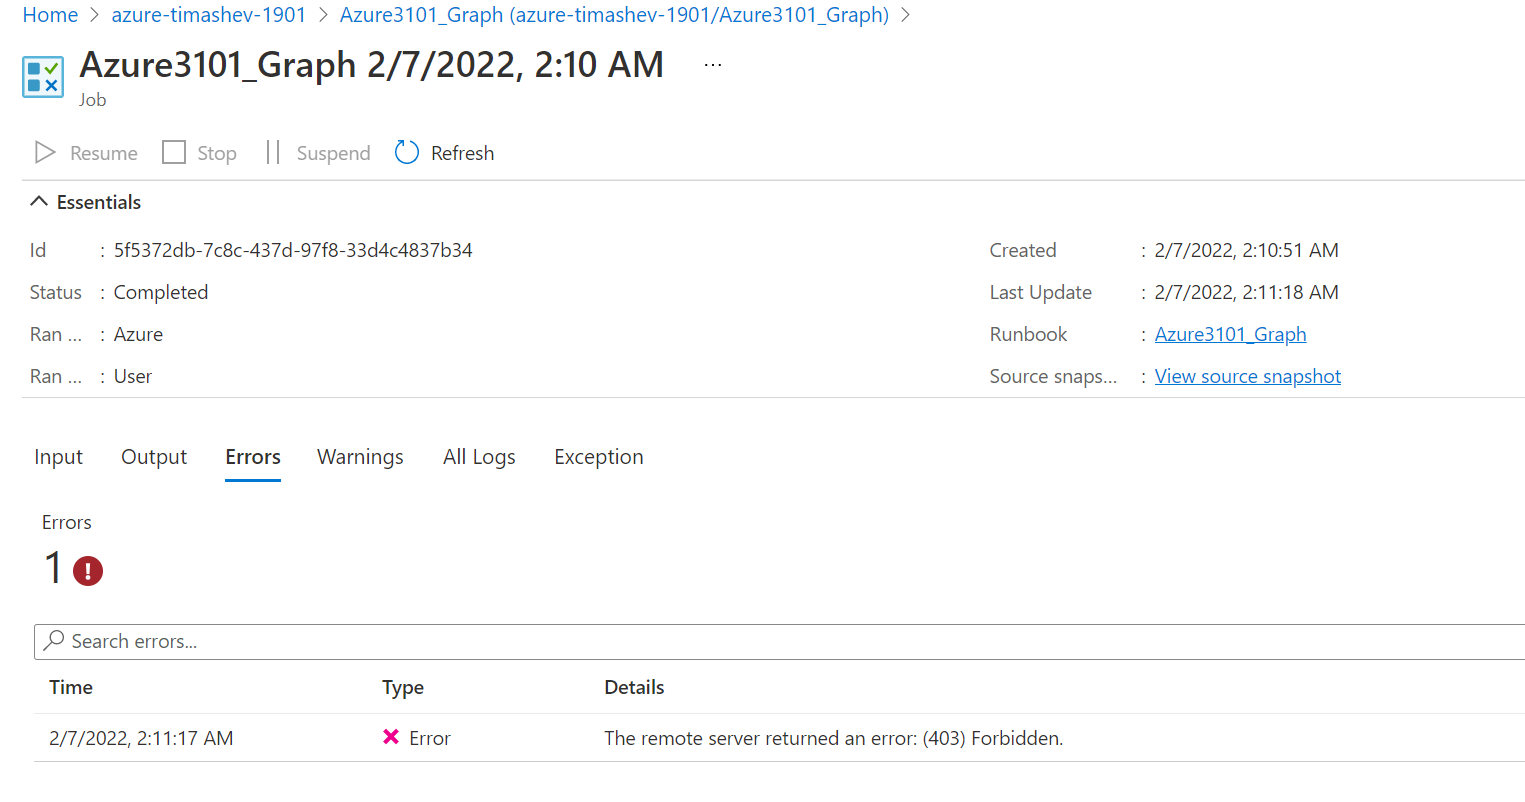 Home > azure-timashev-1901 > Azure3101_Graph (azure-timashev-1901/Azure3101_Graph) >
Azure3101_Graph 2/7/2022, 2:10 AM ...
Job
Resume Stop Suspend Refresh
Essentials
Id : 5f5372db-7c8c-437d-97f8-33d4c4837b34 Created : 2/7/2022, 2:10:51 AM
Status : Completed Last Update : 2/7/2022, 2:11:18 AM
Ran ... : Azure Runbook : Azure3101_Graph
Ran ... : User Source snaps... : View source snapshot
Input Output Errors Warnings All Logs Exception
Errors
1
Search errors...
Time Type Details
2/7/2022, 2:11:17 AM Error The remote server returned an error: (403) Forbidden.